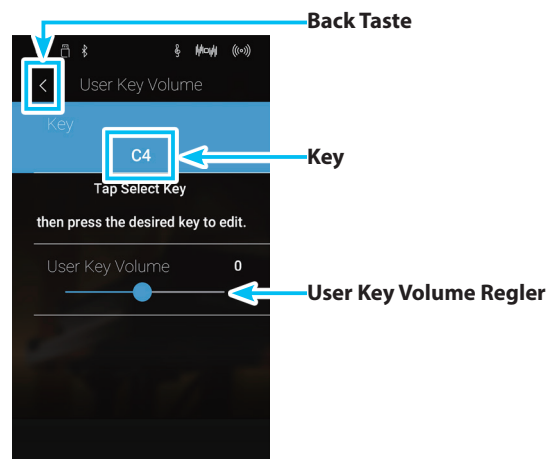 Back Taste
User Key Volume
Key
C4
Key
Tap Select Key
then press the desired key to edit.
User Key Volume 0
User Key Volume Regler